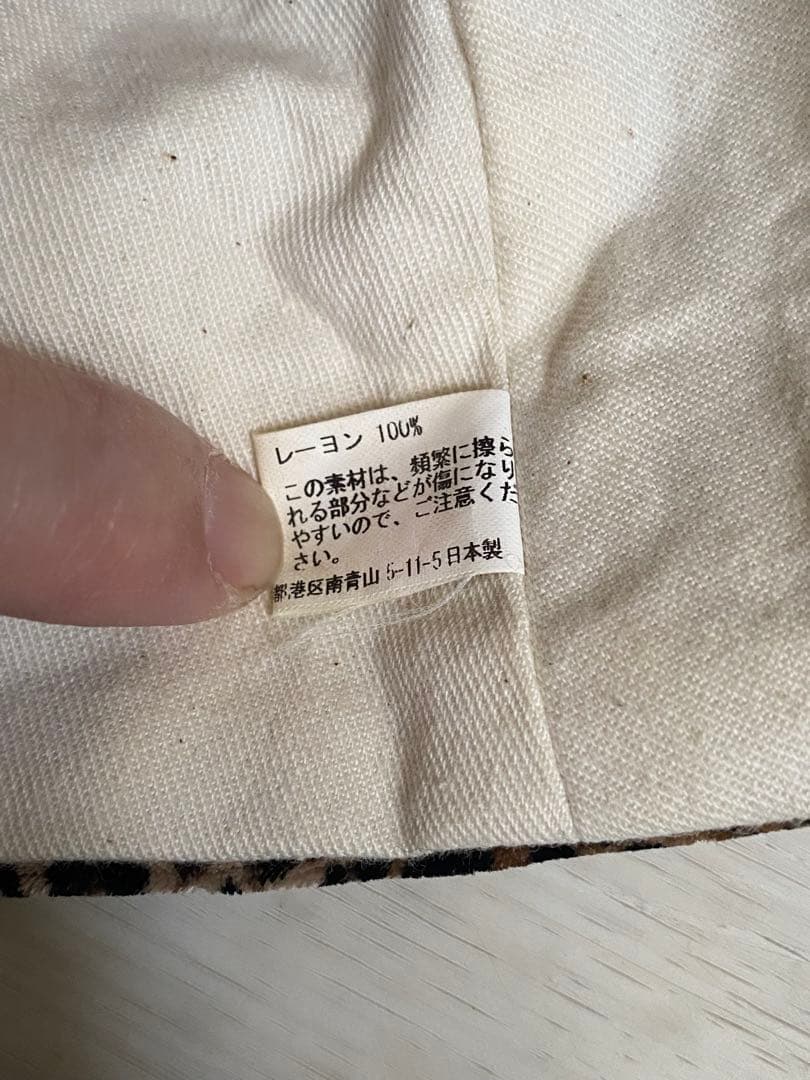 レーヨン 100%
この素材は、頻繁に擦ら
れる部分などが傷になり
やすいので、ご注意くだ
さい。
都港区南青山 5-11-5 日本製